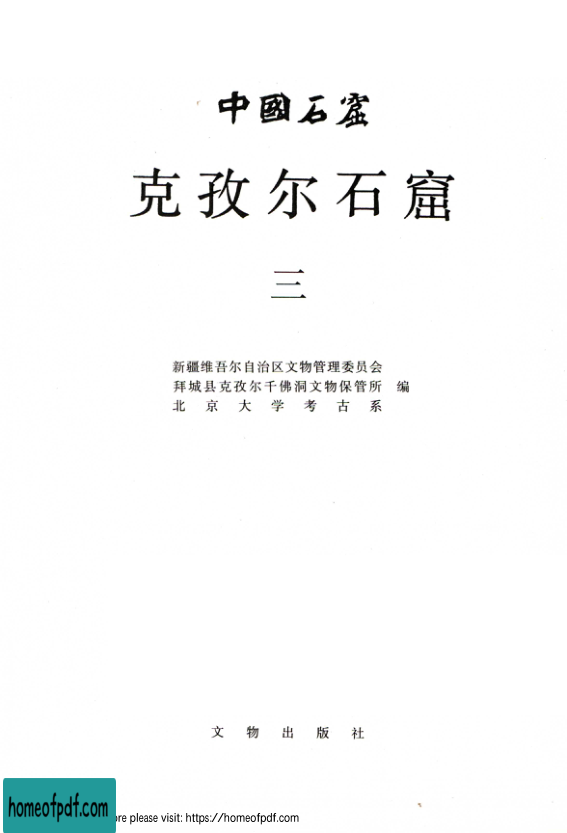 中國石窟
克孜尔石窟
三
新疆维吾尔自治区文物管理委员会
拜城县克孜尔千佛洞文物保管所 编
北京大学考古系
文物出版社
homeofpdf.com
please visit: https://homeofpdf.com